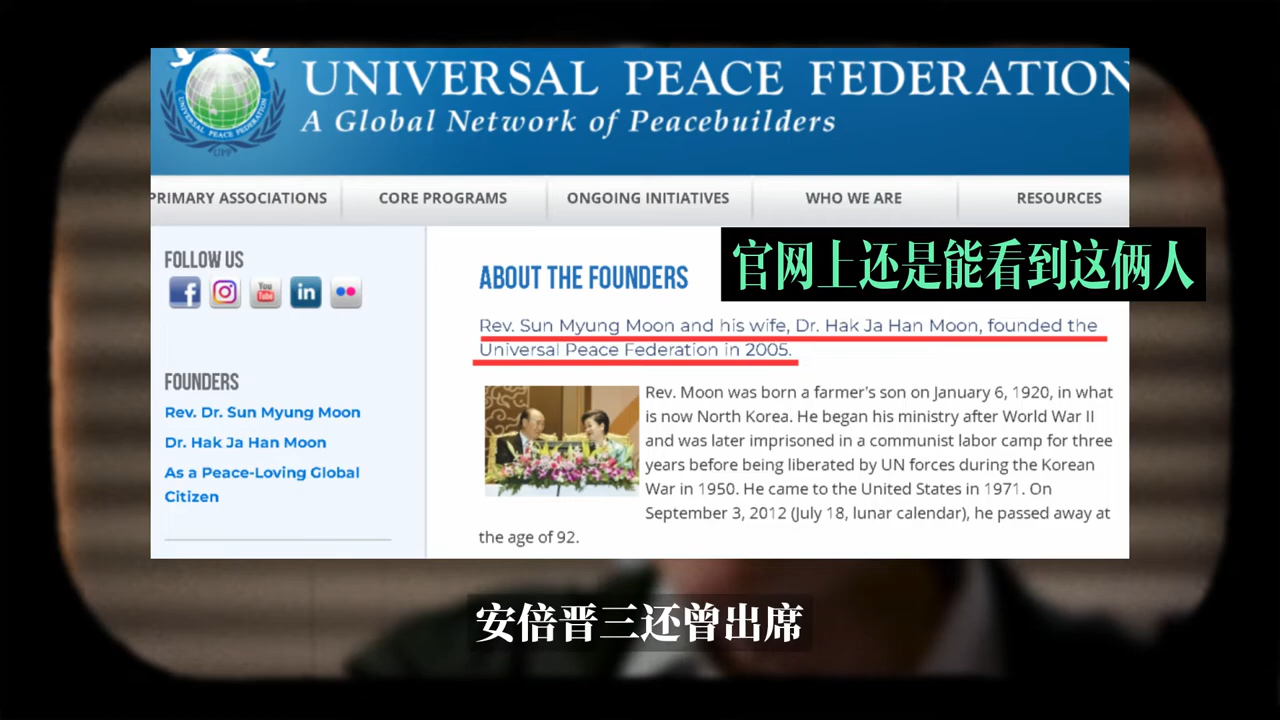 UNIVERSAL PEACE FEDERATION
A Global Network of Peacebuilders
UNIVERSAL PEACE FEDERATION
UPF
PRIMARY ASSOCIATIONS
CORE PROGRAMS
ONGOING INITIATIVES
WHO WE ARE
RESOURCES
FOLLOW US
You
Tube
in
FOUNDERS
Rev. Dr. Sun Myung Moon
Dr. Hak Ja Han Moon
As a Peace-Loving Global
Citizen
ABOUT THE FOUNDERS
官网上还是能看到这俩人
Rev. Sun Myung Moon and his wife, Dr. Hak Ja Han Moon, founded the
Universal Peace Federation in 2005.
Rev. Moon was born a farmer's son on January 6, 1920, in what
is now North Korea. He began his ministry after World War II
and was later imprisoned in a communist labor camp for three
years before being liberated by UN forces during the Korean
War in 1950. He came to the United States in 1971. On
September 3, 2012 (July 18, lunar calendar), he passed away at
the age of 92.
安倍晋三还曾出席